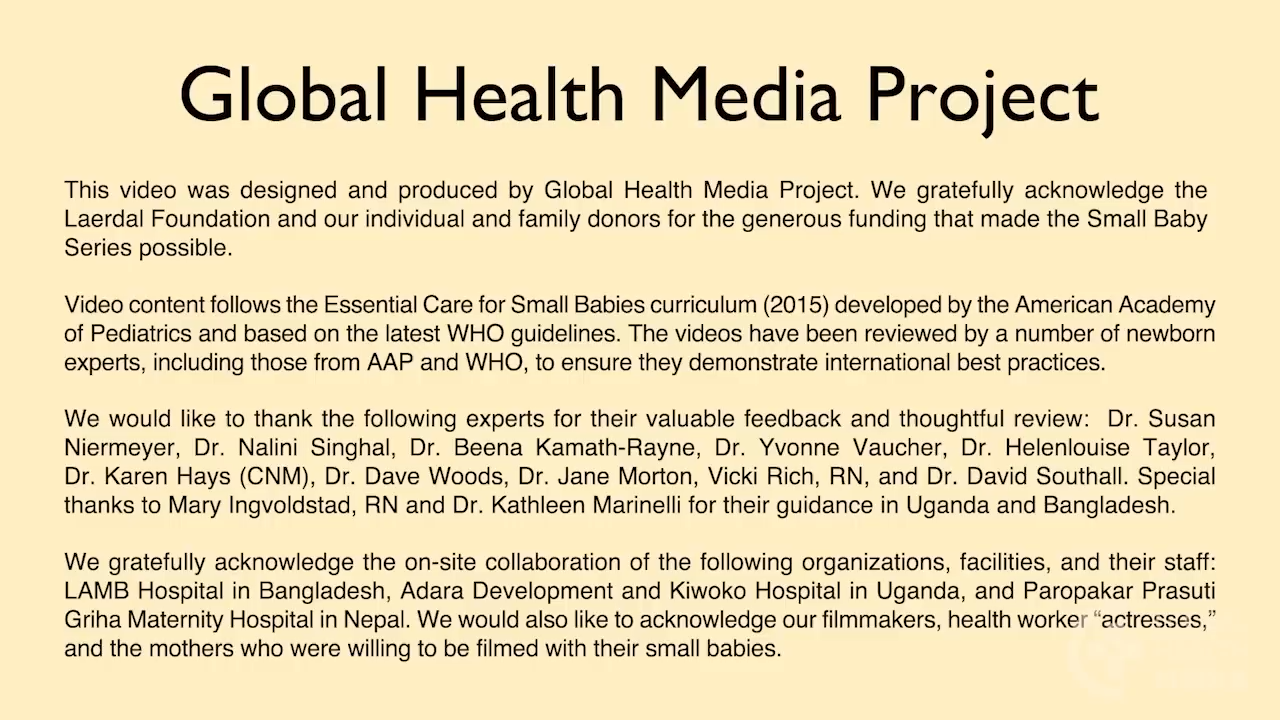 Global Health Media Project
This video was designed and produced by Global Health Media Project. We gratefully acknowledge the
Laerdal Foundation and our individual and family donors for the generous funding that made the Small Baby
Series possible.
Video content follows the Essential Care for Small Babies curriculum (2015) developed by the American Academy
of Pediatrics and based on the latest WHO guidelines. The videos have been reviewed by a number of newborn
experts, including those from AAP and WHO, to ensure they demonstrate international best practices.
We would like to thank the following experts for their valuable feedback and thoughtful review: Dr. Susan
Niermeyer, Dr. Nalini Singhal, Dr. Beena Kamath-Rayne, Dr. Yvonne Vaucher, Dr. Helenlouise Taylor,
Dr. Karen Hays (CNM), Dr. Dave Woods, Dr. Jane Morton, Vicki Rich, RN, and Dr. David Southall. Special
thanks to Mary Ingvoldstad, RN and Dr. Kathleen Marinelli for their guidance in Uganda and Bangladesh.
We gratefully acknowledge the on-site collaboration of the following organizations, facilities, and their staff:
LAMB Hospital in Bangladesh, Adara Development and Kiwoko Hospital in Uganda, and Paropakar Prasuti
Griha Maternity Hospital in Nepal. We would also like to acknowledge our filmmakers, health worker “actresses,”
and the mothers who were willing to be filmed with their small babies.